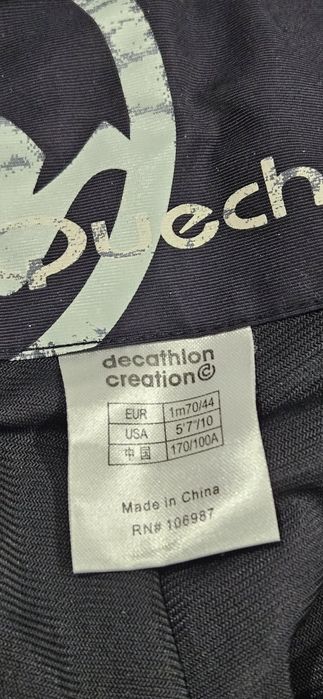 Quech
decathlon
creation©
EUR 1m70/44
USA 5'7"/10
中国 170/100A
Made in China
RN# 106987